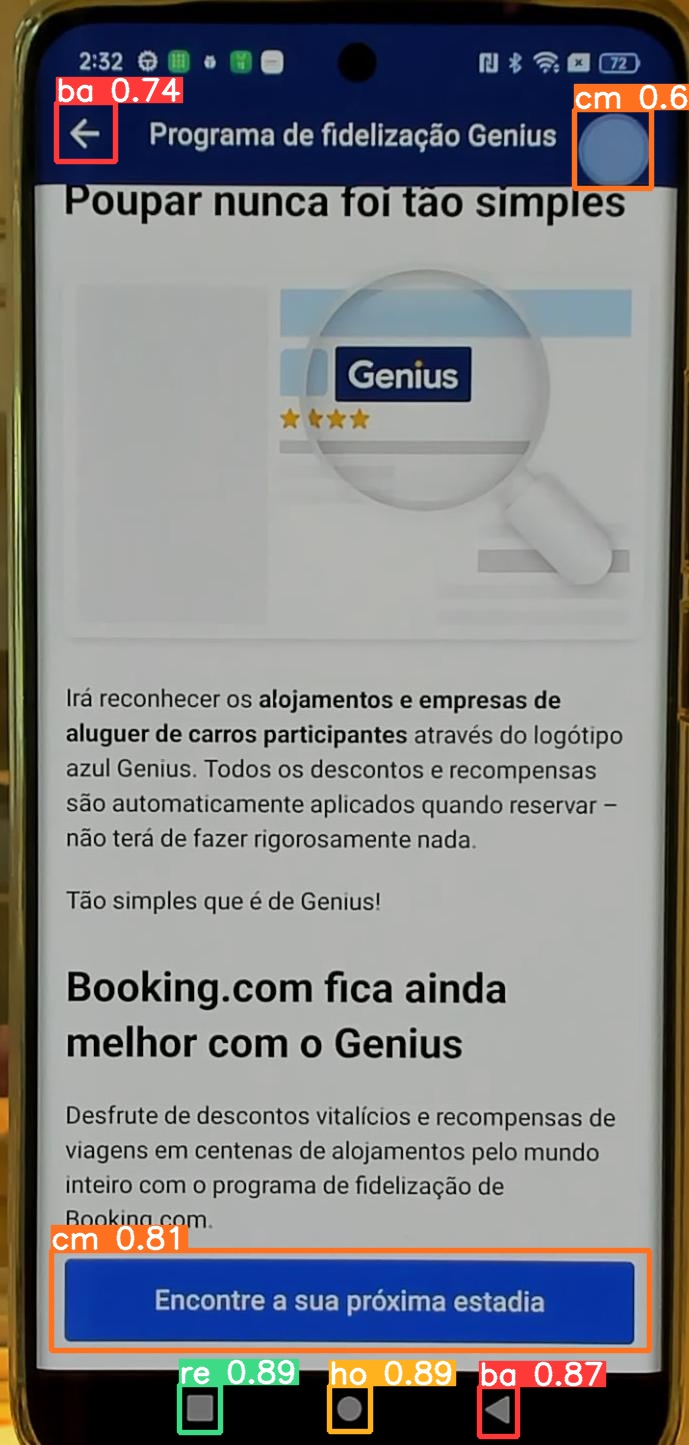 2:32
72
ba 0.74
cm 0.6
Programa de fidelização Genius
Poupar nunca foi tão simples
Genius
Irá reconhecer os alojamentos e empresas de
aluguer de carros participantes através do logótipo
azul Genius. Todos os descontos e recompensas
são automaticamente aplicados quando reservar –
não terá de fazer rigorosamente nada.
Tão simples que é de Genius!
Booking.com fica ainda
melhor com o Genius
Desfrute de descontos vitalícios e recompensas de
viagens em centenas de alojamentos pelo mundo
inteiro com o programa de fidelização de
Booking.com.
cm 0.81
Encontre a sua próxima estadia
re 0.89
ho 0.89
ba 0.87